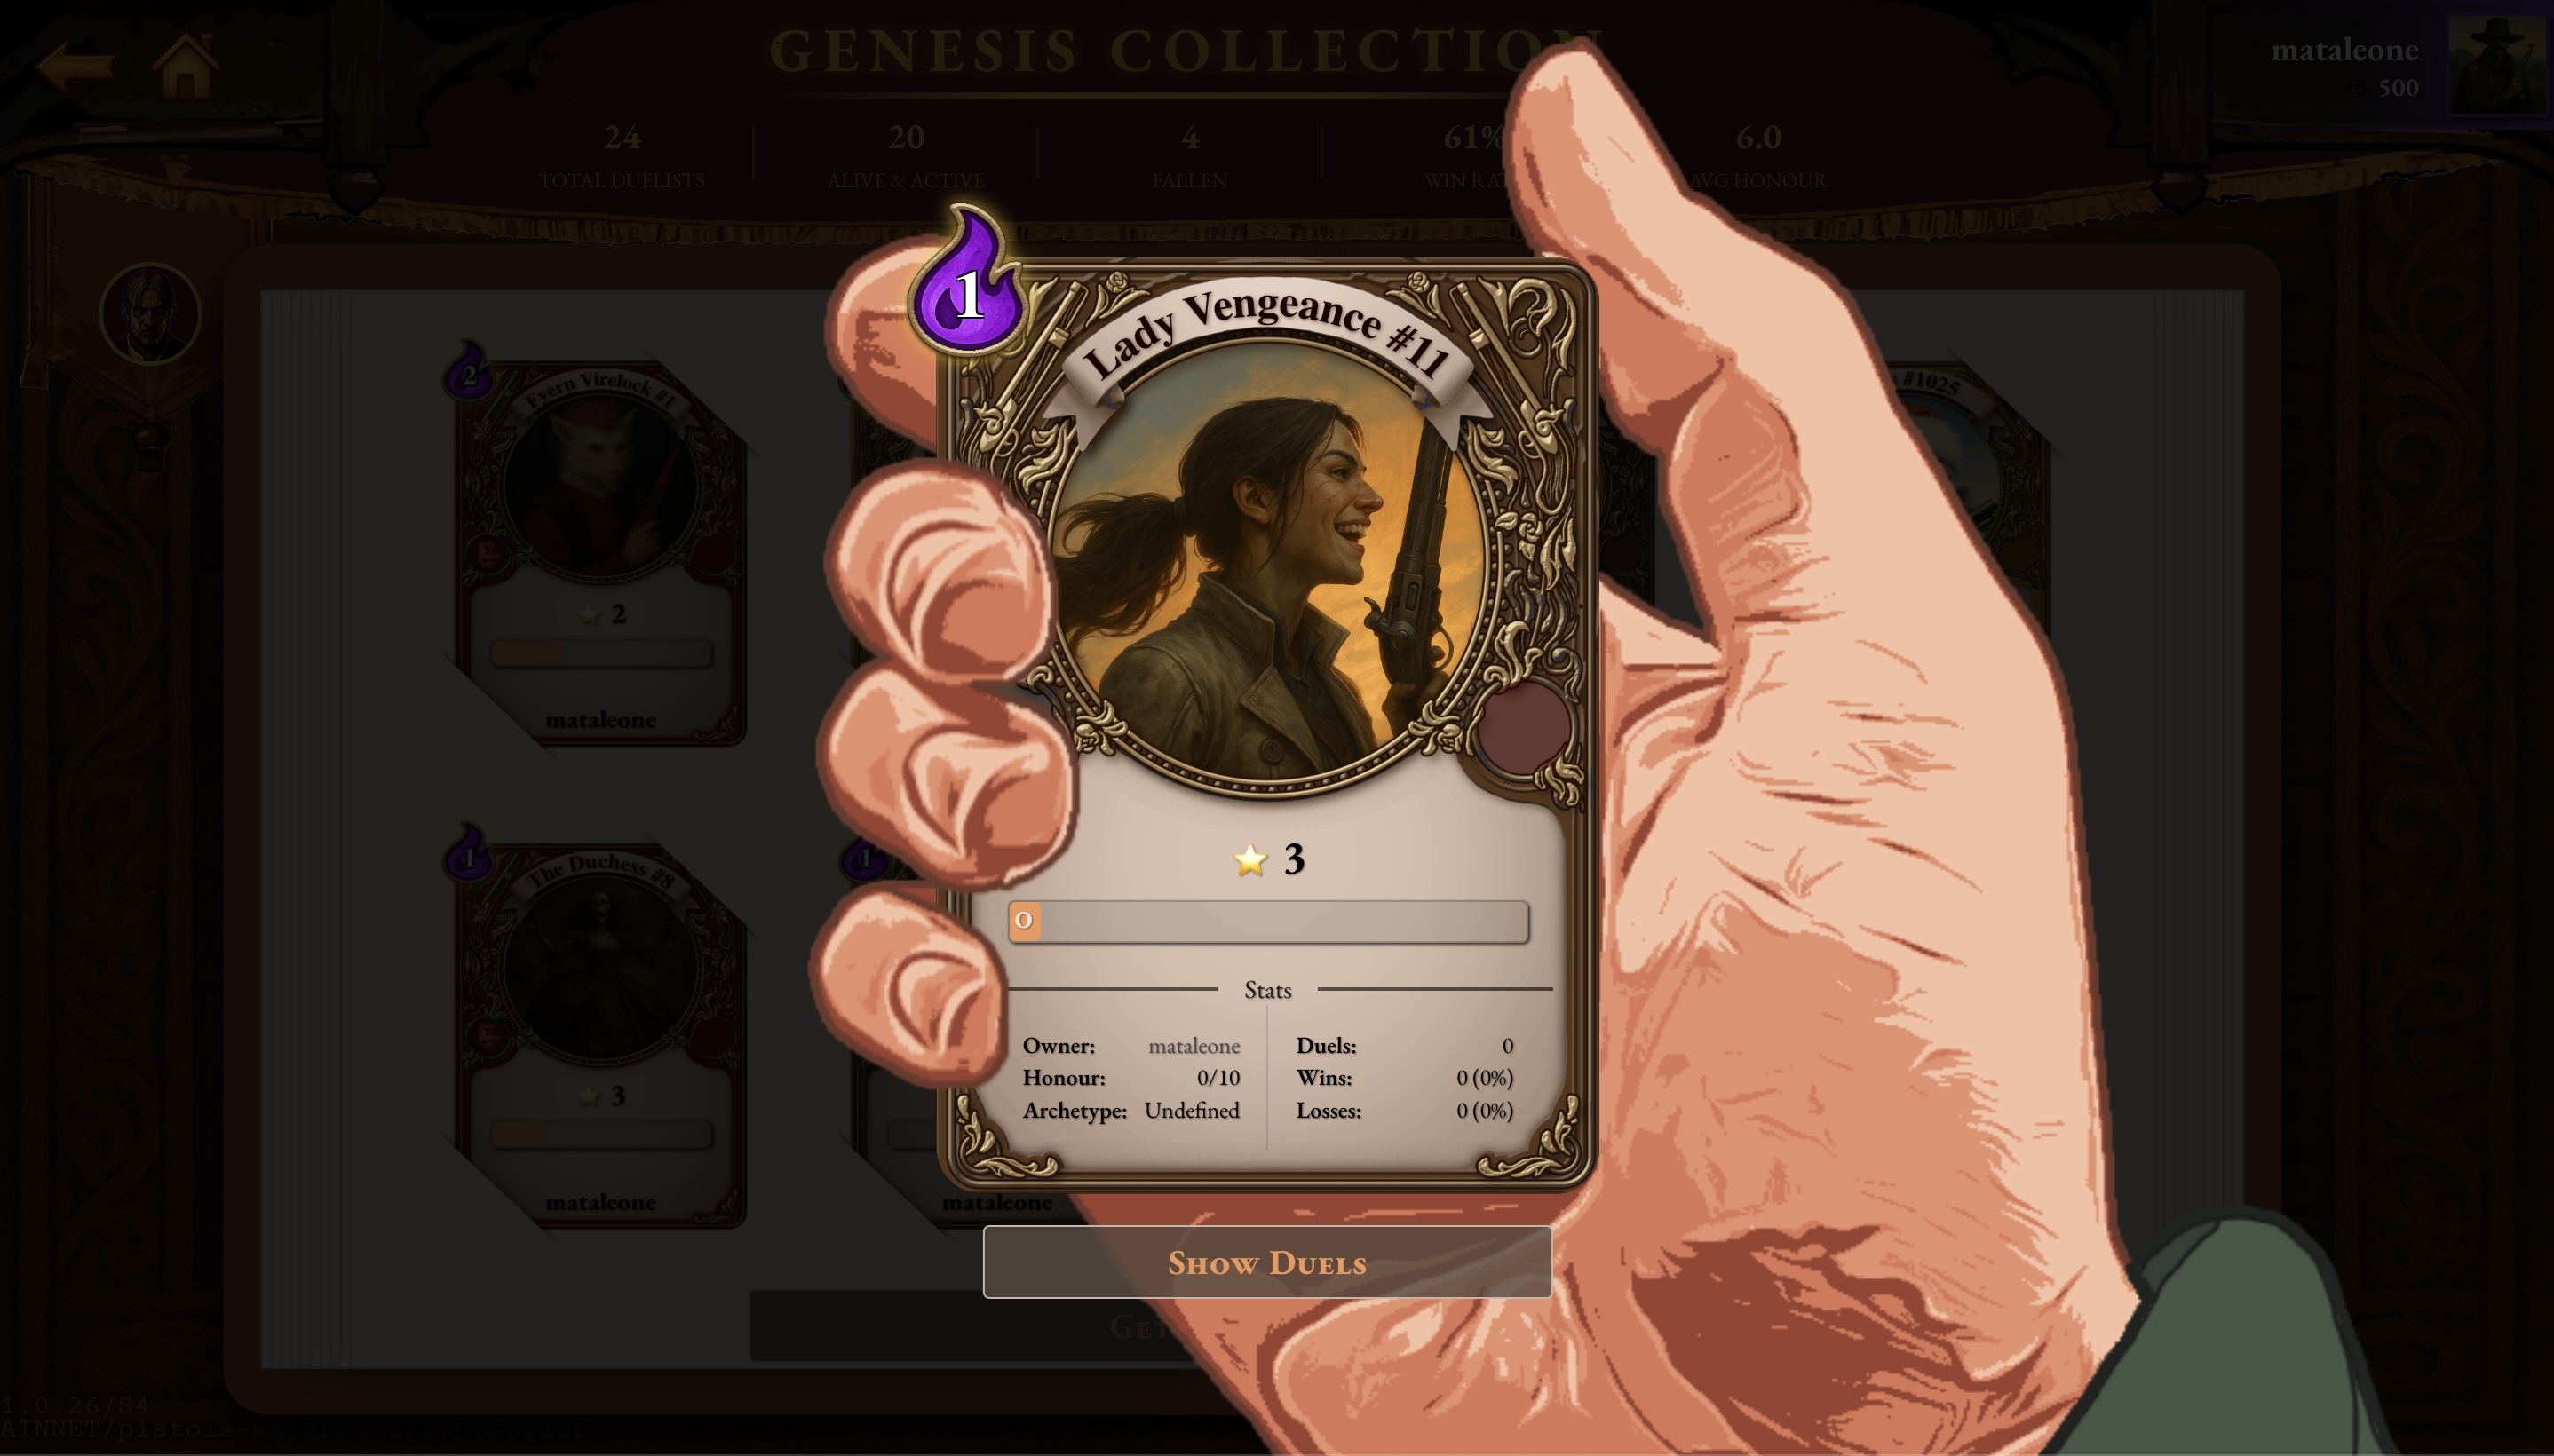 GENESIS COLLECTION
mataleone
500
24
20
4
61%
6.0
TOTAL DUELISTS
ALIVE & ACTIVE
FALLEN
WIN
AVG HONOUR
1
Lady Vengeance #11
2
Fyern Virelock #1
#1025
2
mataleone
3
0
1
The Duchess #8
1
3
mataleone
mataleone
Stats
Owner: mataleone
Honour: 0/10
Archetype: Undefined
Duels: 0
Wins: 0 (0%)
Losses: 0 (0%)
Show Duels
1.0.26/S4